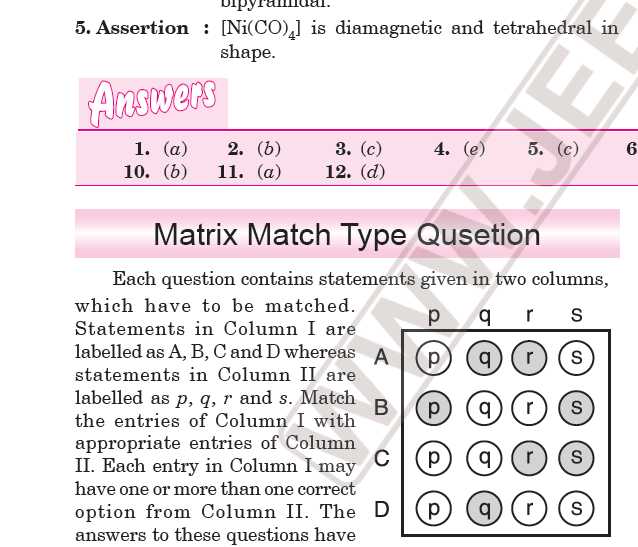 bipyramidal.
5. Assertion : [Ni(CO)₄] is diamagnetic and tetrahedral in
shape.
Answers
1. (a) 2. (b) 3. (c) 4. (e) 5. (c) 6
10. (b) 11. (a) 12. (d)
Matrix Match Type Qusetion
Each question contains statements given in two columns,
which have to be matched.
Statements in Column I are
labelled as A, B, C and D whereas
statements in Column II are
labelled as p, q, r and s. Match
the entries of Column I with
appropriate entries of Column
II. Each entry in Column I may
have one or more than one correct
option from Column II. The
answers to these questions have
p q r s
A p q r s
B p q r s
C p q r s
D p q r s
WWW.JEE